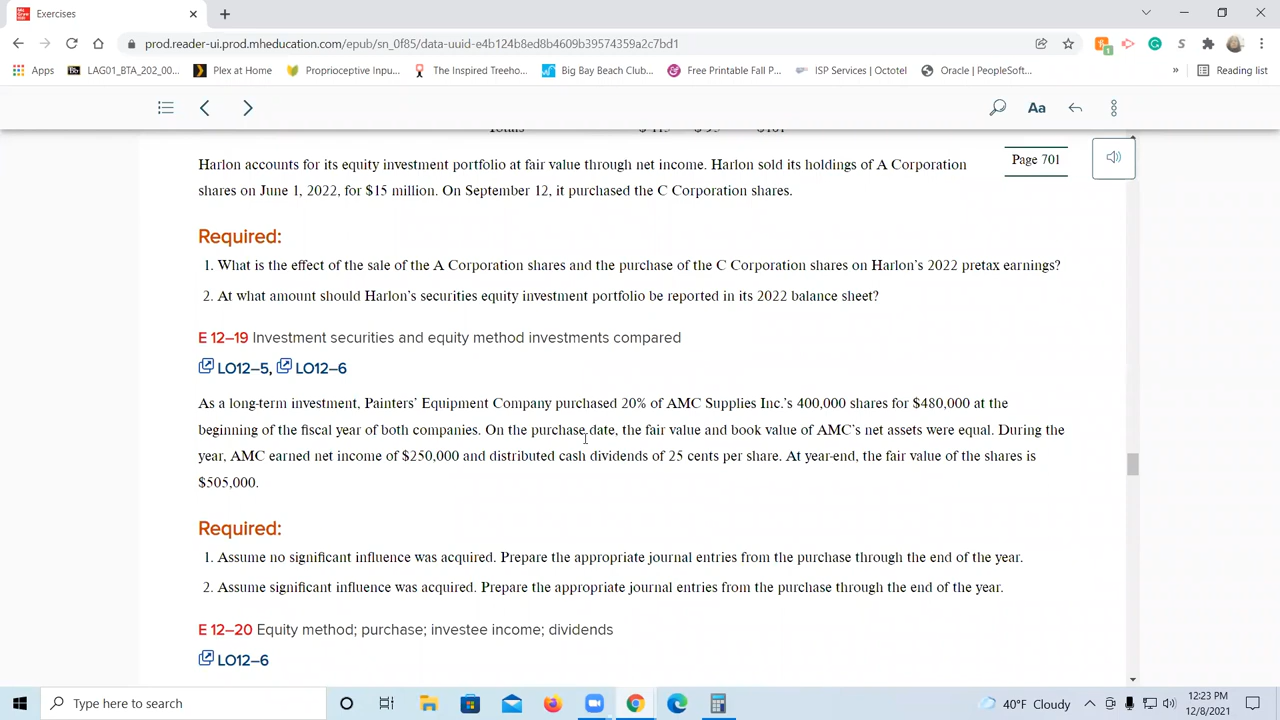 Exercises
prod.reader-ui.prod.mheducation.com/epub/sn_0f85/data-uuid-e4b124b8ed8b4609b39574359a2c7bd1
Apps LAG01_BTA_202_00... Plex at Home Proprioceptive Inpu... The Inspired Treeho... Big Bay Beach Club... Free Printable Fall P... ISP Services | Octotel Oracle | PeopleSoft... » Reading list
Aa
Totals
Harlon accounts for its equity investment portfolio at fair value through net income. Harlon sold its holdings of A Corporation
Page 701
shares on June 1, 2022, for $15 million. On September 12, it purchased the C Corporation shares.
Required:
1. What is the effect of the sale of the A Corporation shares and the purchase of the C Corporation shares on Harlon's 2022 pretax earnings?
2. At what amount should Harlon's securities equity investment portfolio be reported in its 2022 balance sheet?
E 12–19 Investment securities and equity method investments compared
LO12–5, LO12–6
As a long-term investment, Painters' Equipment Company purchased 20% of AMC Supplies Inc.'s 400,000 shares for $480,000 at the
beginning of the fiscal year of both companies. On the purchase date, the fair value and book value of AMC's net assets were equal. During the
year, AMC earned net income of $250,000 and distributed cash dividends of 25 cents per share. At year-end, the fair value of the shares is
$505,000.
Required:
1. Assume no significant influence was acquired. Prepare the appropriate journal entries from the purchase through the end of the year.
2. Assume significant influence was acquired. Prepare the appropriate journal entries from the purchase through the end of the year.
E 12–20 Equity method; purchase; investee income; dividends
LO12–6
Type here to search
40°F Cloudy
12:23 PM
12/8/2021